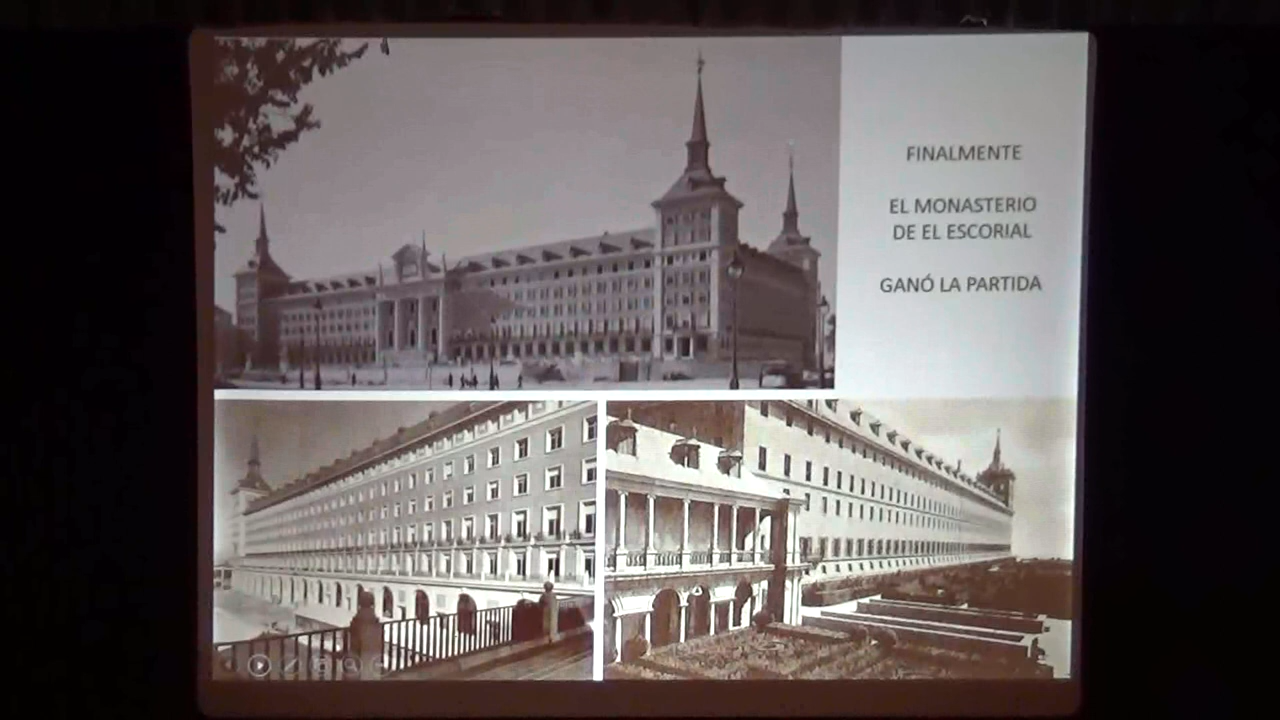 FINALMENTE
EL MONASTERIO
DE EL ESCORIAL
GANÓ LA PARTIDA